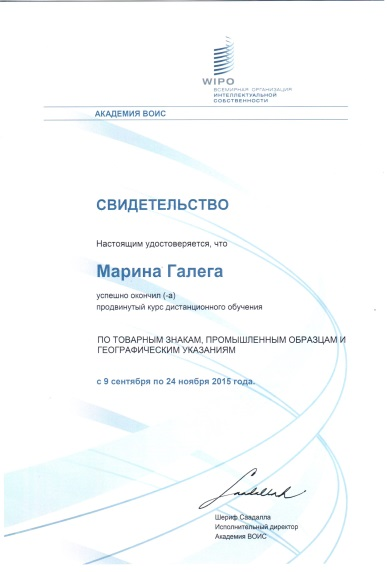 WIPO
ВСЕМИРНАЯ ОРГАНИЗАЦИЯ
ИНТЕЛЛЕКТУАЛЬНОЙ
СОБСТВЕННОСТИ
АКАДЕМИЯ ВОИС
СВИДЕТЕЛЬСТВО
Настоящим удостоверяется, что
Марина Галега
успешно окончил (-а)
продвинутый курс дистанционного обучения
ПО ТОВАРНЫМ ЗНАКАМ, ПРОМЫШЛЕННЫМ ОБРАЗЦАМ И
ГЕОГРАФИЧЕСКИМ УКАЗАНИЯМ
с 9 сентября по 24 ноября 2015 года.
Шериф Саадалла
Исполнительный директор
Академия ВОИС